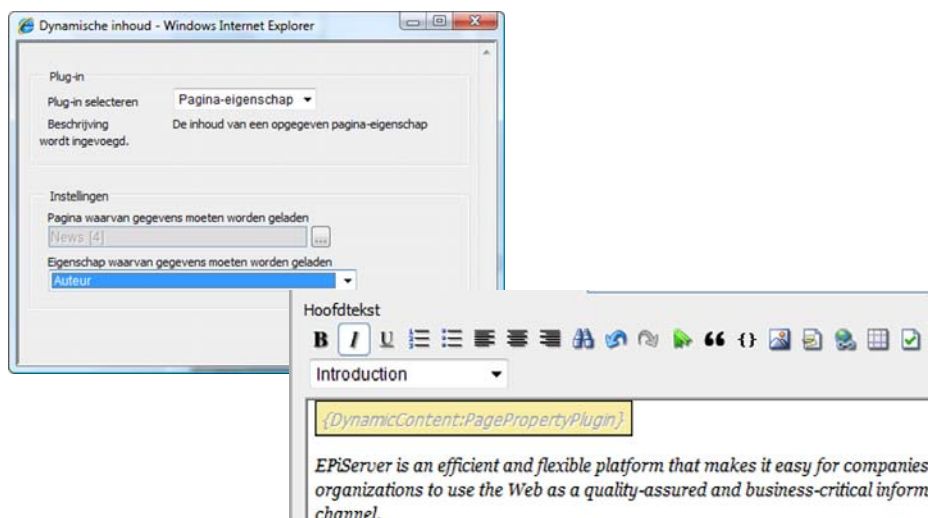 Dynamische inhoud - Windows Internet Explorer
Plug-in
Plug-in selecteren Pagina-eigenschap
Beschrijving De inhoud van een opgegeven pagina-eigenschap
wordt ingevoegd.
Instellingen
Pagina waarvan gegevens moeten worden geladen
News [4]
...
Eigenschap waarvan gegevens moeten worden geladen
Auteur
Hoofdtekst
B I U
Introduction
{DynamicContent:PagePropertyPlugin}
EPiServer is an efficient and flexible platform that makes it easy for companies
organizations to use the Web as a quality-assured and business-critical inform
channel.